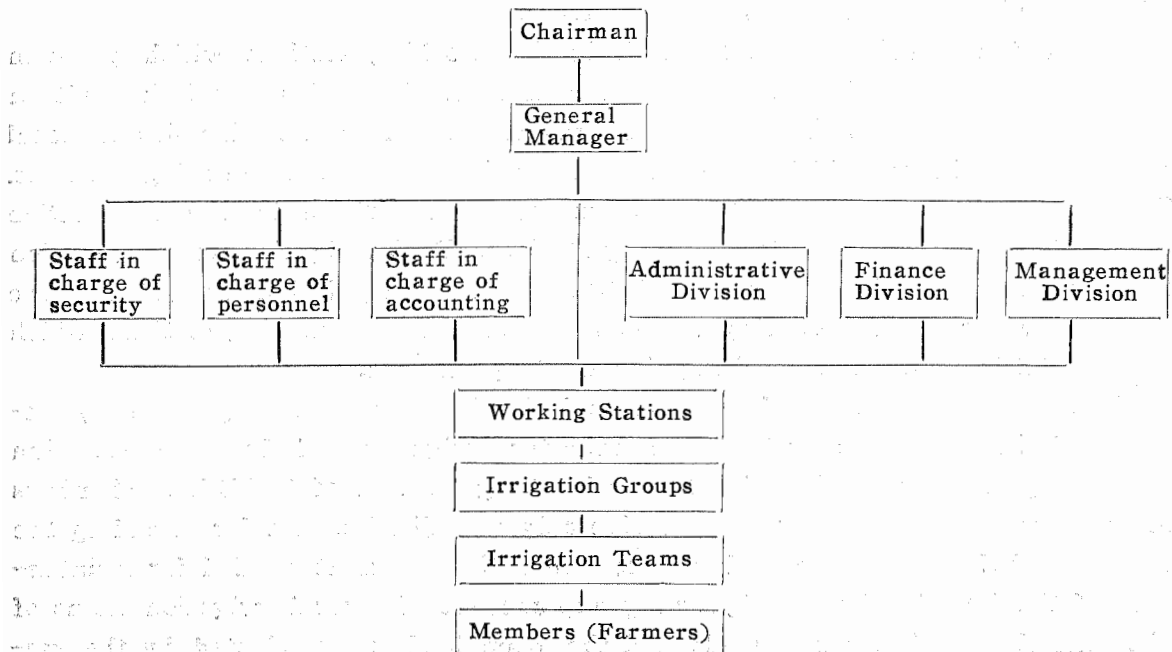 Chairman
General
Manager
Staff in
charge of
security
Staff in
charge of
personnel
Staff in
charge of
accounting
Administrative
Division
Finance
Division
Management
Division
Working Stations
Irrigation Groups
Irrigation Teams
Members (Farmers)